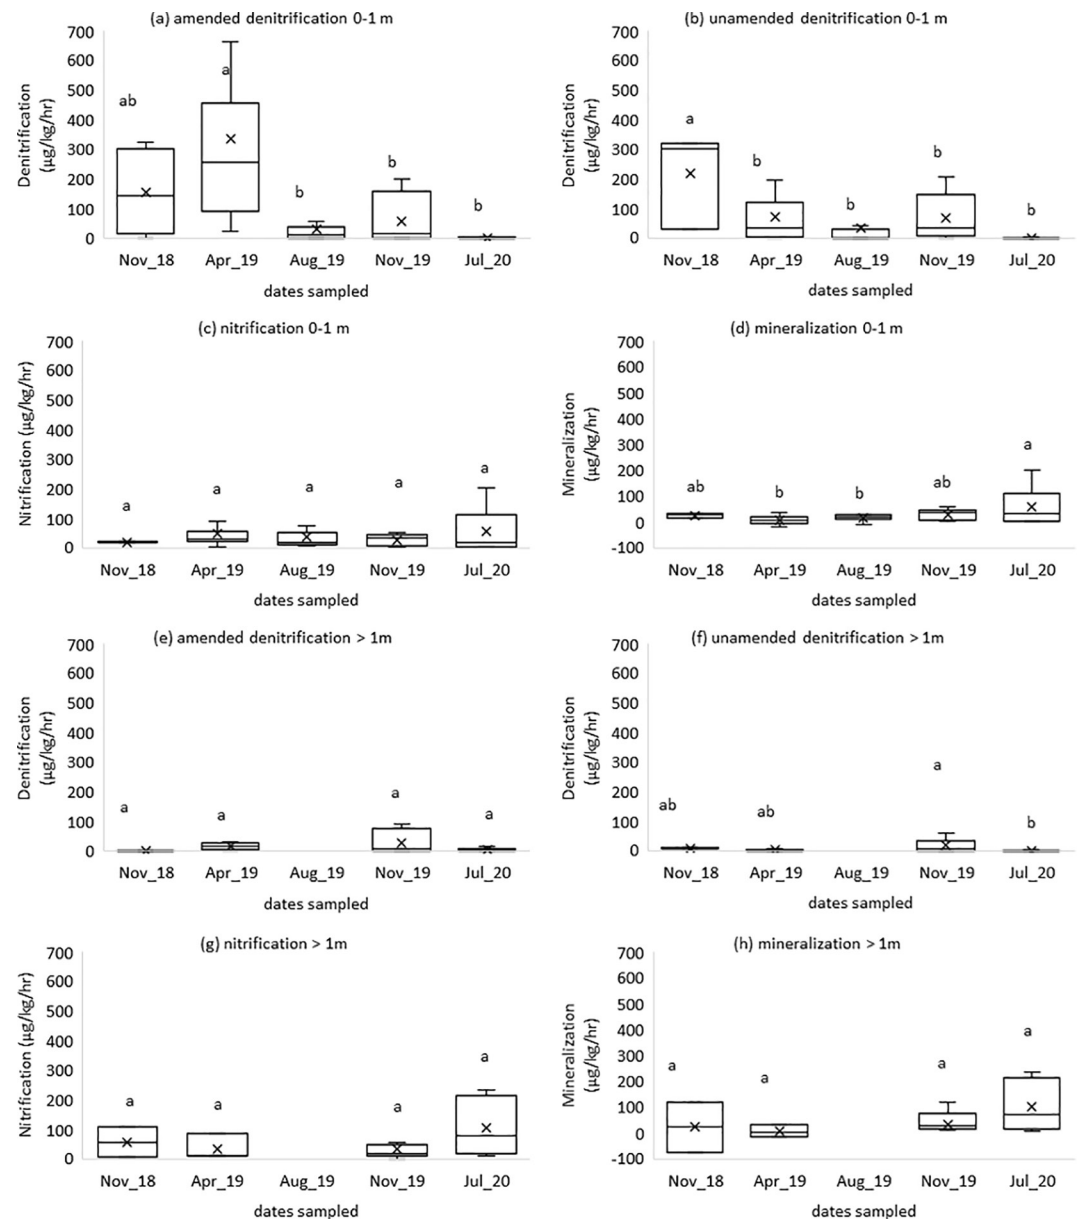 (a) amended denitrification 0-1 m
Denitrification
(µg/kg/hr)
700
600
500
400
300
200
100
0
ab
a
b
b
b
Nov_18 Apr_19 Aug_19 Nov_19 Jul_20
dates sampled
(b) unamended denitrification 0-1 m
Denitrification
(µg/kg/hr)
700
600
500
400
300
200
100
0
a
b
b
b
b
Nov_18 Apr_19 Aug_19 Nov_19 Jul_20
dates sampled
(c) nitrification 0-1 m
Nitrification (µg/kg/hr)
700
600
500
400
300
200
100
0
a
a
a
a
a
Nov_18 Apr_19 Aug_19 Nov_19 Jul_20
dates sampled
(d) mineralization 0-1 m
Mineralization
(µg/kg/hr)
700
600
500
400
300
200
100
0
-100
ab
b
b
ab
a
Nov_18 Apr_19 Aug_19 Nov_19 Jul_20
dates sampled
(e) amended denitrification > 1m
Denitrification
(µg/kg/hr)
700
600
500
400
300
200
100
0
a
a
a
a
Nov_18 Apr_19 Aug_19 Nov_19 Jul_20
dates sampled
(f) unamended denitrification > 1m
Denitrification
(µg/kg/hr)
700
600
500
400
300
200
100
0
ab
ab
a
b
Nov_18 Apr_19 Aug_19 Nov_19 Jul_20
dates sampled
(g) nitrification > 1m
Nitrification (µg/kg/hr)
700
600
500
400
300
200
100
0
a
a
a
a
Nov_18 Apr_19 Aug_19 Nov_19 Jul_20
dates sampled
(h) mineralization > 1m
Mineralization
(µg/kg/hr)
700
600
500
400
300
200
100
0
-100
a
a
a
a
Nov_18 Apr_19 Aug_19 Nov_19 Jul_20
dates sampled